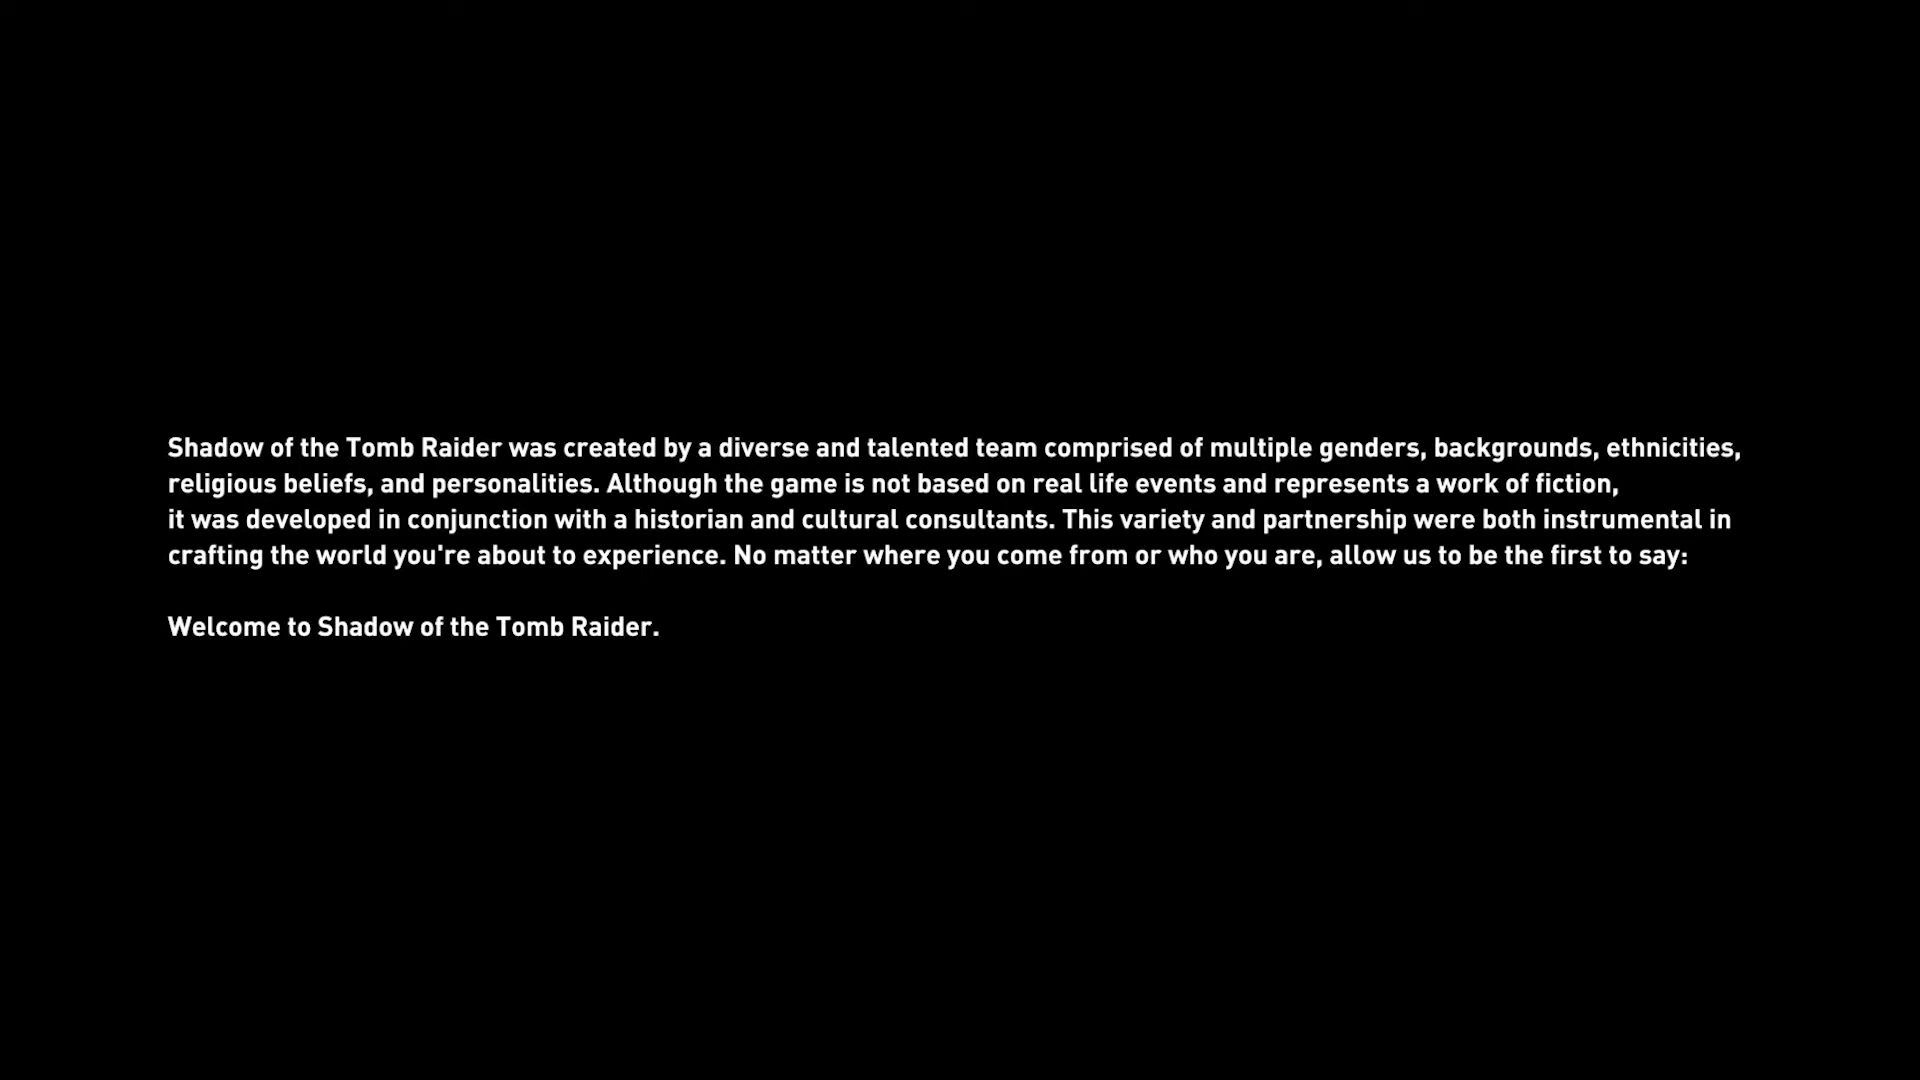 Shadow of the Tomb Raider was created by a diverse and talented team comprised of multiple genders, backgrounds, ethnicities,
religious beliefs, and personalities. Although the game is not based on real life events and represents a work of fiction,
it was developed in conjunction with a historian and cultural consultants. This variety and partnership were both instrumental in
crafting the world you're about to experience. No matter where you come from or who you are, allow us to be the first to say:
Welcome to Shadow of the Tomb Raider.